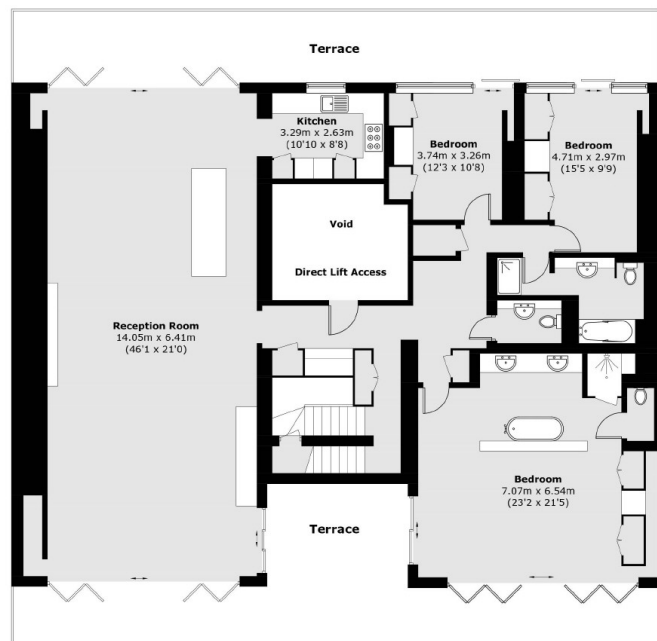 Terrace
Kitchen
3.29m x 2.63m
(10'10 x 8'8)
Bedroom
3.74m x 3.26m
(12'3 x 10'8)
Bedroom
4.71m x 2.97m
(15'5 x 9'9)
Void
Direct Lift Access
Reception Room
14.05m x 6.41m
(46'1 x 21'0)
Bedroom
7.07m x 6.54m
(23'2 x 21'5)
Terrace